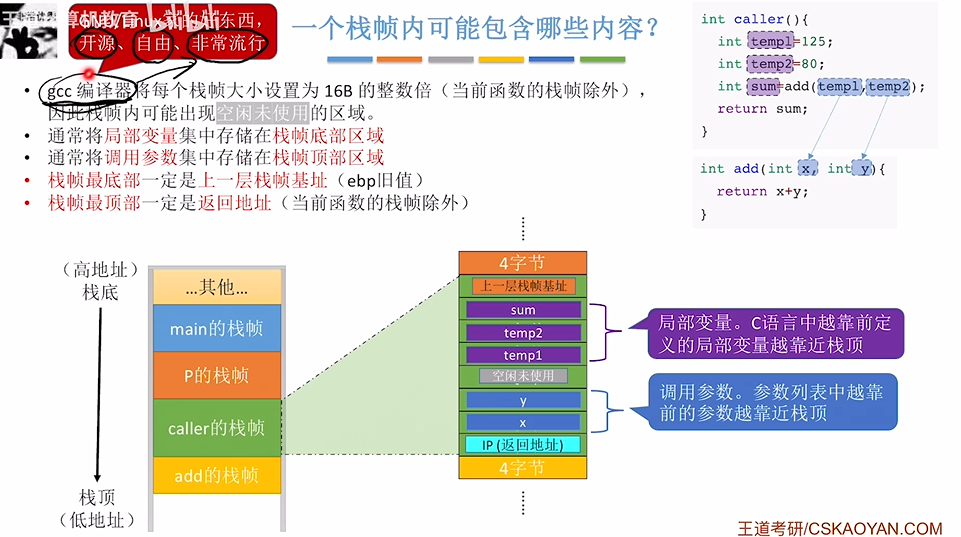 一个栈帧内可能包含哪些内容？
开源、自由、非常流行
• gcc 编译器将每个栈帧大小设置为 16B 的整数倍（当前函数的栈帧除外），
因此栈帧内可能出现空闲未使用的区域。
• 通常将局部变量集中存储在栈帧底部区域
• 通常将调用参数集中存储在栈帧顶部区域
• 栈帧最底部一定是上一层栈帧基址（ebp旧值）
• 栈帧最顶部一定是返回地址（当前函数的栈帧除外）
int caller(){
int temp1=125;
int temp2=80;
int sum=add(temp1,temp2);
return sum;
}
int add(int x, int y){
return x+y;
}
（高地址）
栈底
栈顶
（低地址）
...其他...
main的栈帧
P的栈帧
caller的栈帧
add的栈帧
4字节
上一层栈帧基址
sum
temp2
temp1
空闲未使用
y
x
IP (返回地址)
4字节
局部变量。C语言中越靠前定
义的局部变量越靠近栈顶
调用参数。参数列表中越靠
前的参数越靠近栈顶
王道考研/CSKAOYAN.COM